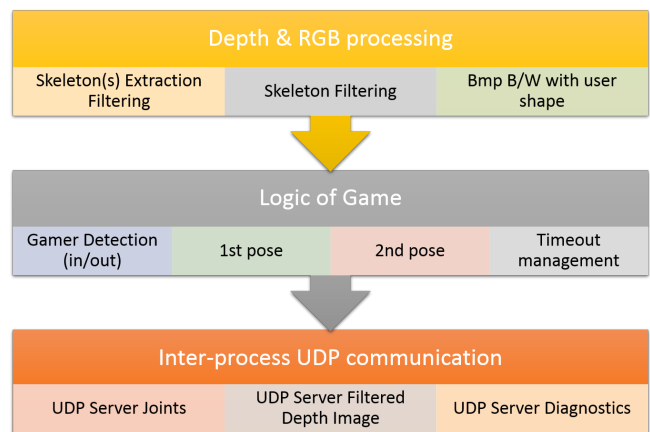 Depth & RGB processing
Skeleton(s) Extraction
Filtering
Skeleton Filtering
Bmp B/W with user
shape
Logic of Game
Gamer Detection
(in/out)
1st pose
2nd pose
Timeout
management
Inter-process UDP communication
UDP Server Joints
UDP Server Filtered
Depth Image
UDP Server Diagnostics